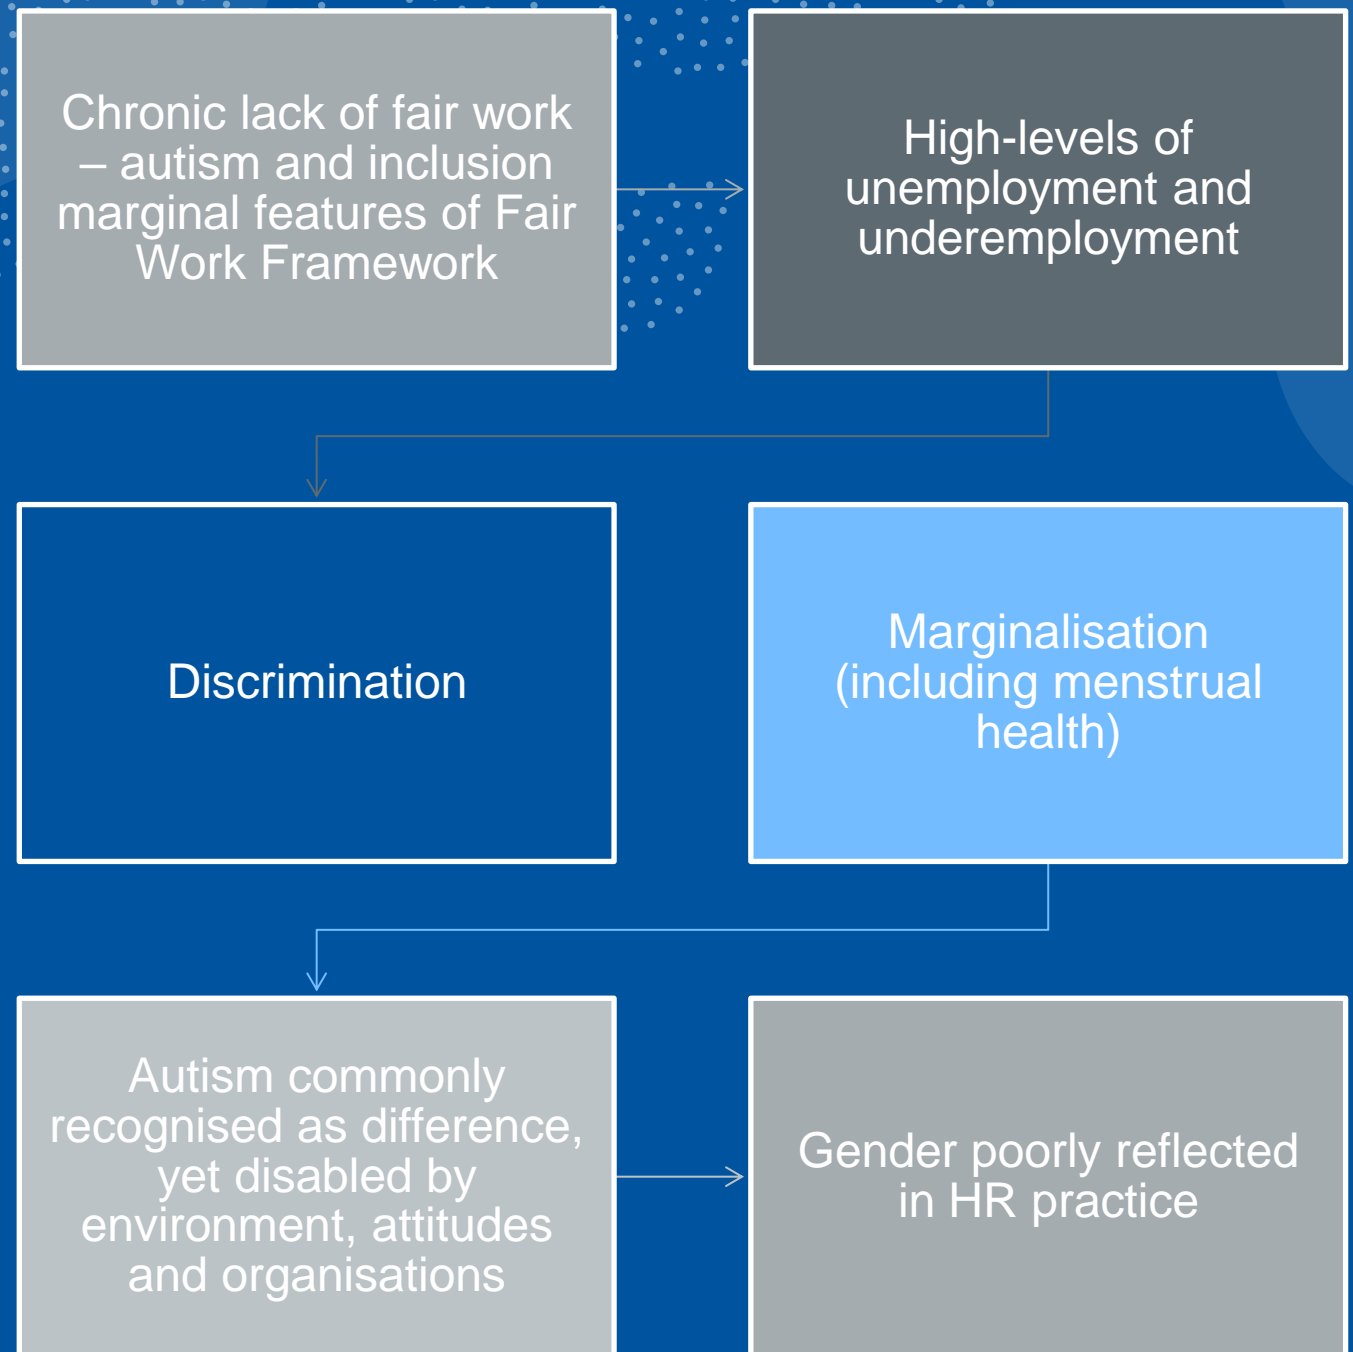 Chronic lack of fair work
– autism and inclusion
marginal features of Fair
Work Framework
High-levels of
unemployment and
underemployment
Discrimination
Marginalisation
(including menstrual
health)
Autism commonly
recognised as difference,
yet disabled by
environment, attitudes
and organisations
Gender poorly reflected
in HR practice